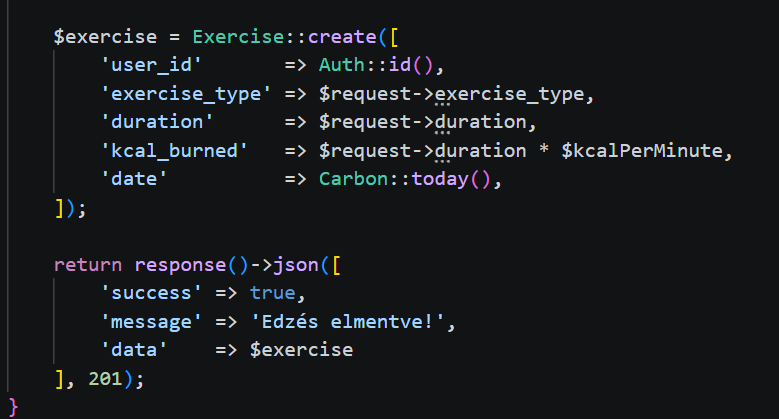 $exercise = Exercise::create([
    'user_id'       => Auth::id(),
    'exercise_type' => $request->exercise_type,
    'duration'      => $request->duration,
    'kcal_burned'   => $request->duration * $kcalPerMinute,
    'date'          => Carbon::today(),
]);
return response()->json([
    'success' => true,
    'message' => 'Edzés elmentve!',
    'data'    => $exercise
], 201);
}